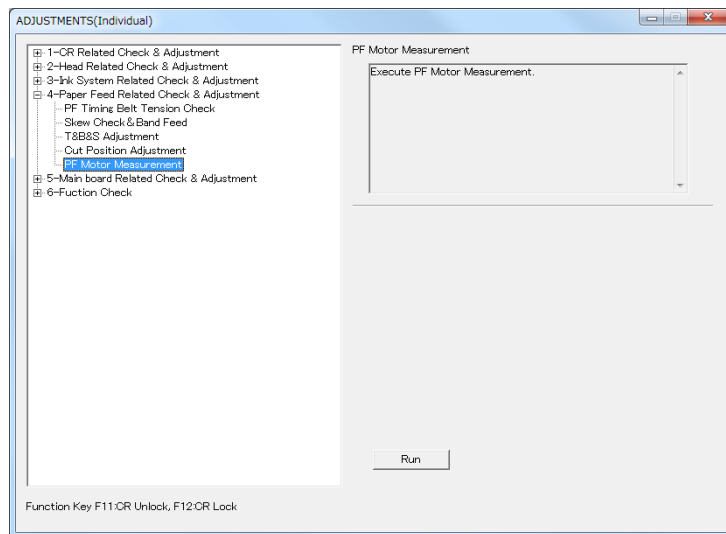 ADJUSTMENTS(Individual)
1-CR Related Check & Adjustment
2-Head Related Check & Adjustment
3-Ink System Related Check & Adjustment
4-Paper Feed Related Check & Adjustment
PF Timing Belt Tension Check
Skew Check&Band Feed
T&B&S Adjustment
Cut Position Adjustment
PF Motor Measurement
5-Main board Related Check & Adjustment
6-Fuction Check
PF Motor Measurement
Execute PF Motor Measurement.
Run
Function Key F11:CR Unlock, F12:CR Lock